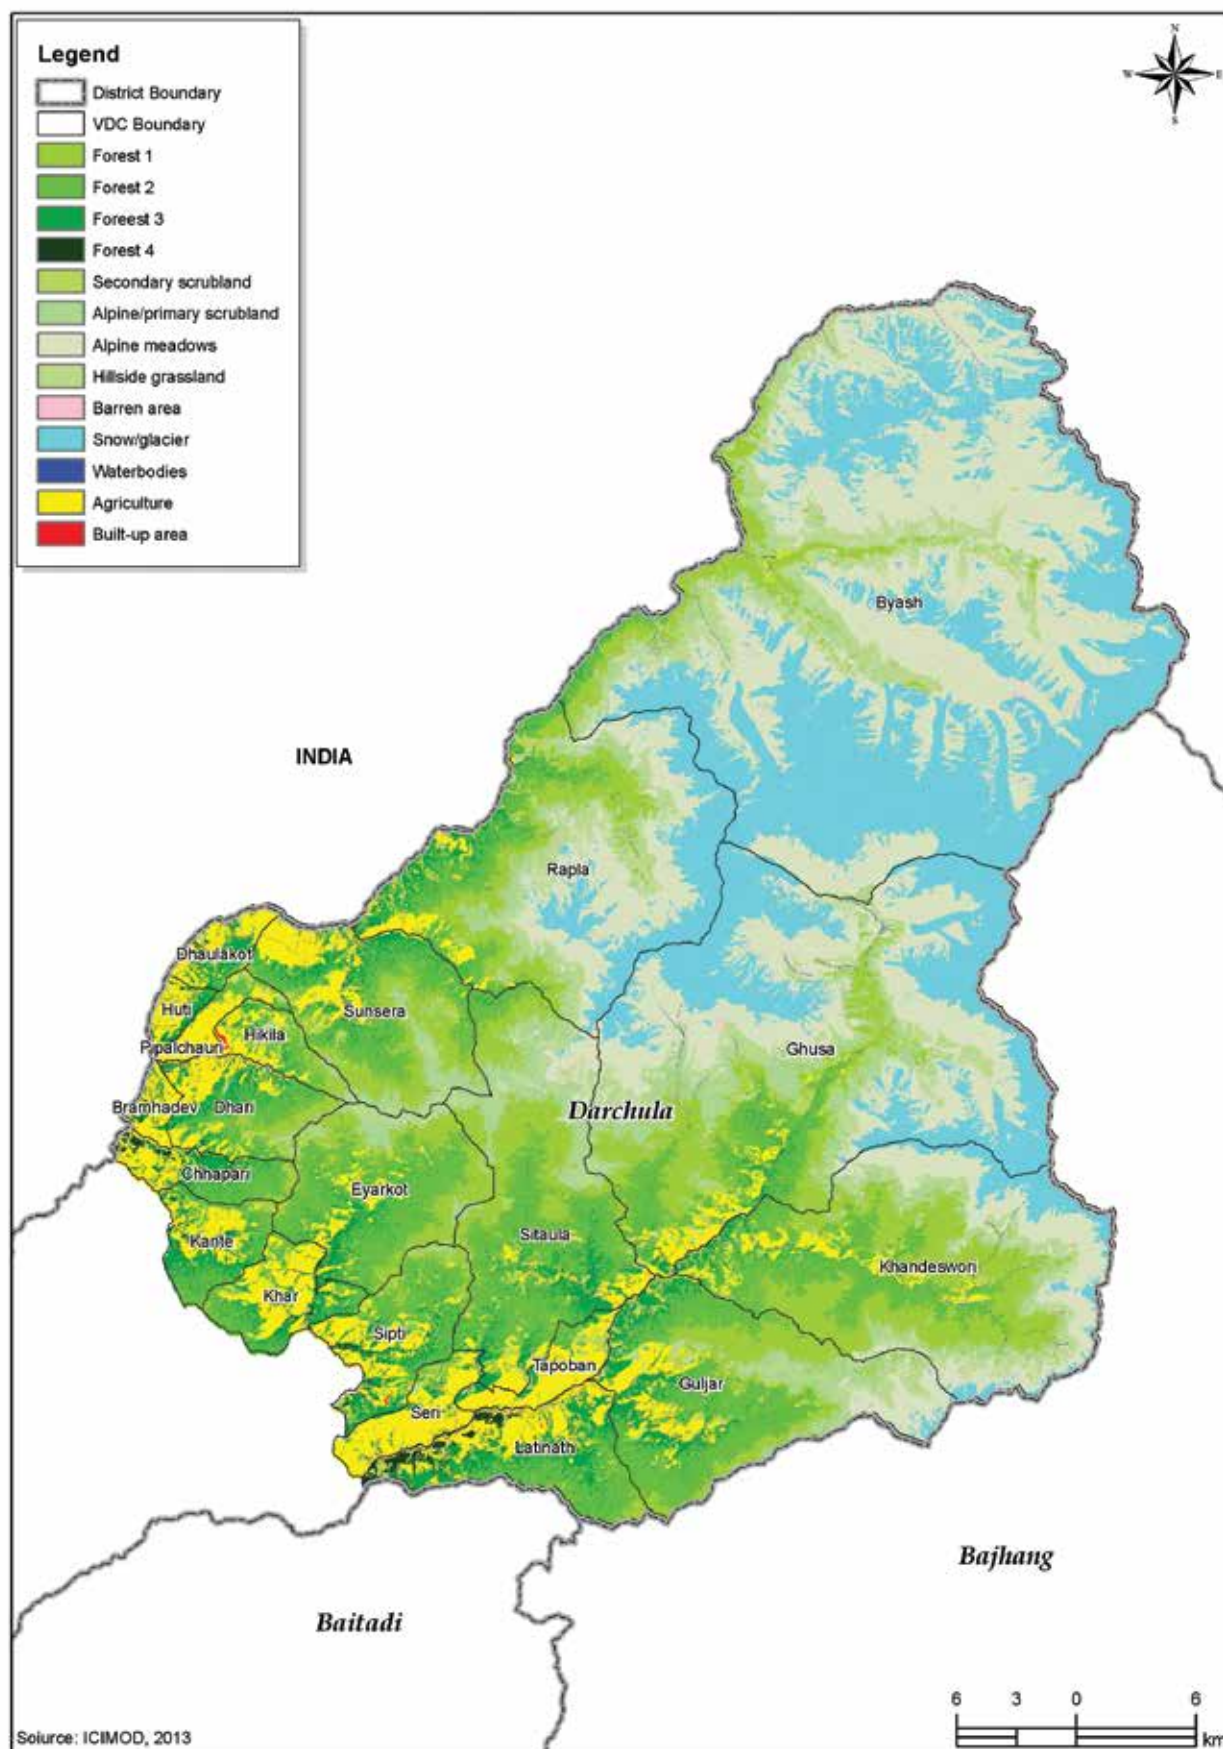 Legend
District Boundary
VDC Boundary
Forest 1
Forest 2
Foreest 3
Forest 4
Secondary scrubland
Alpine/primary scrubland
Alpine meadows
Hillside grassland
Barren area
Snow/glacier
Waterbodies
Agriculture
Built-up area
N
W E
S
Byash
INDIA
Rapla
Dhaulakot
Huti
Sunsera
Hikila
Pipalchauri
Ghusa
Bramhadev
Dhari
Darchula
Chhapari
Eyarkot
Sitaula
Kante
Khandeswori
Khar
Sipti
Tapoban
Guljar
Seri
Latinath
Bajhang
Baitadi
6 3 0 6
km
Soiurce: ICIMOD, 2013